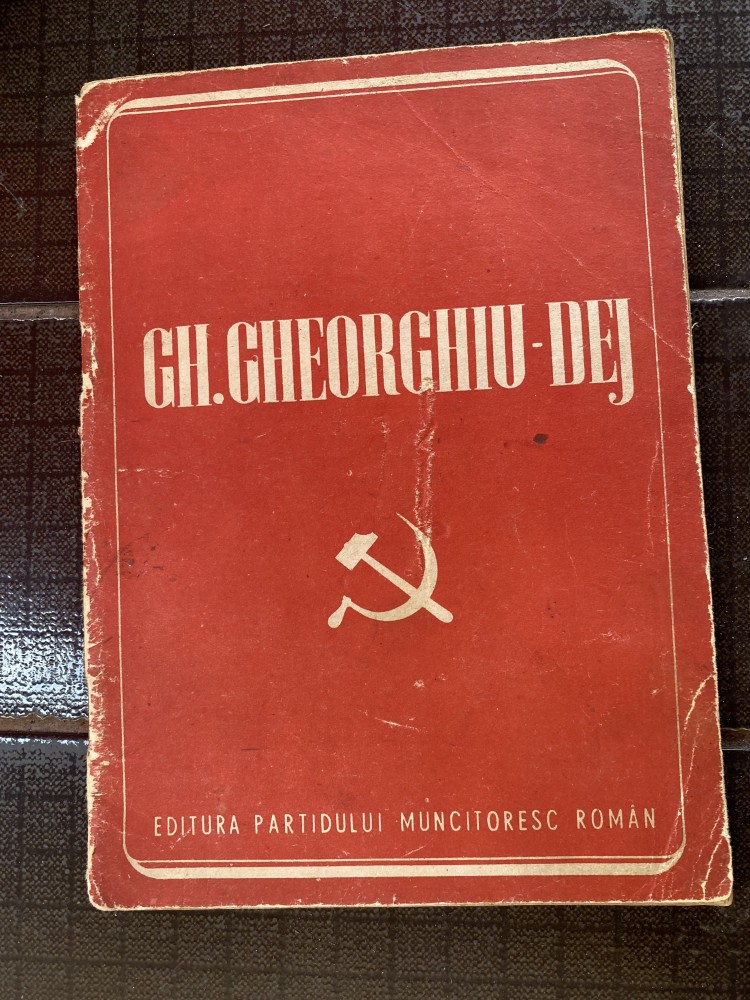 GH. GHEORGHIU-DEJ
EDITURA PARTIDULUI MUNCITORESC ROMÂN